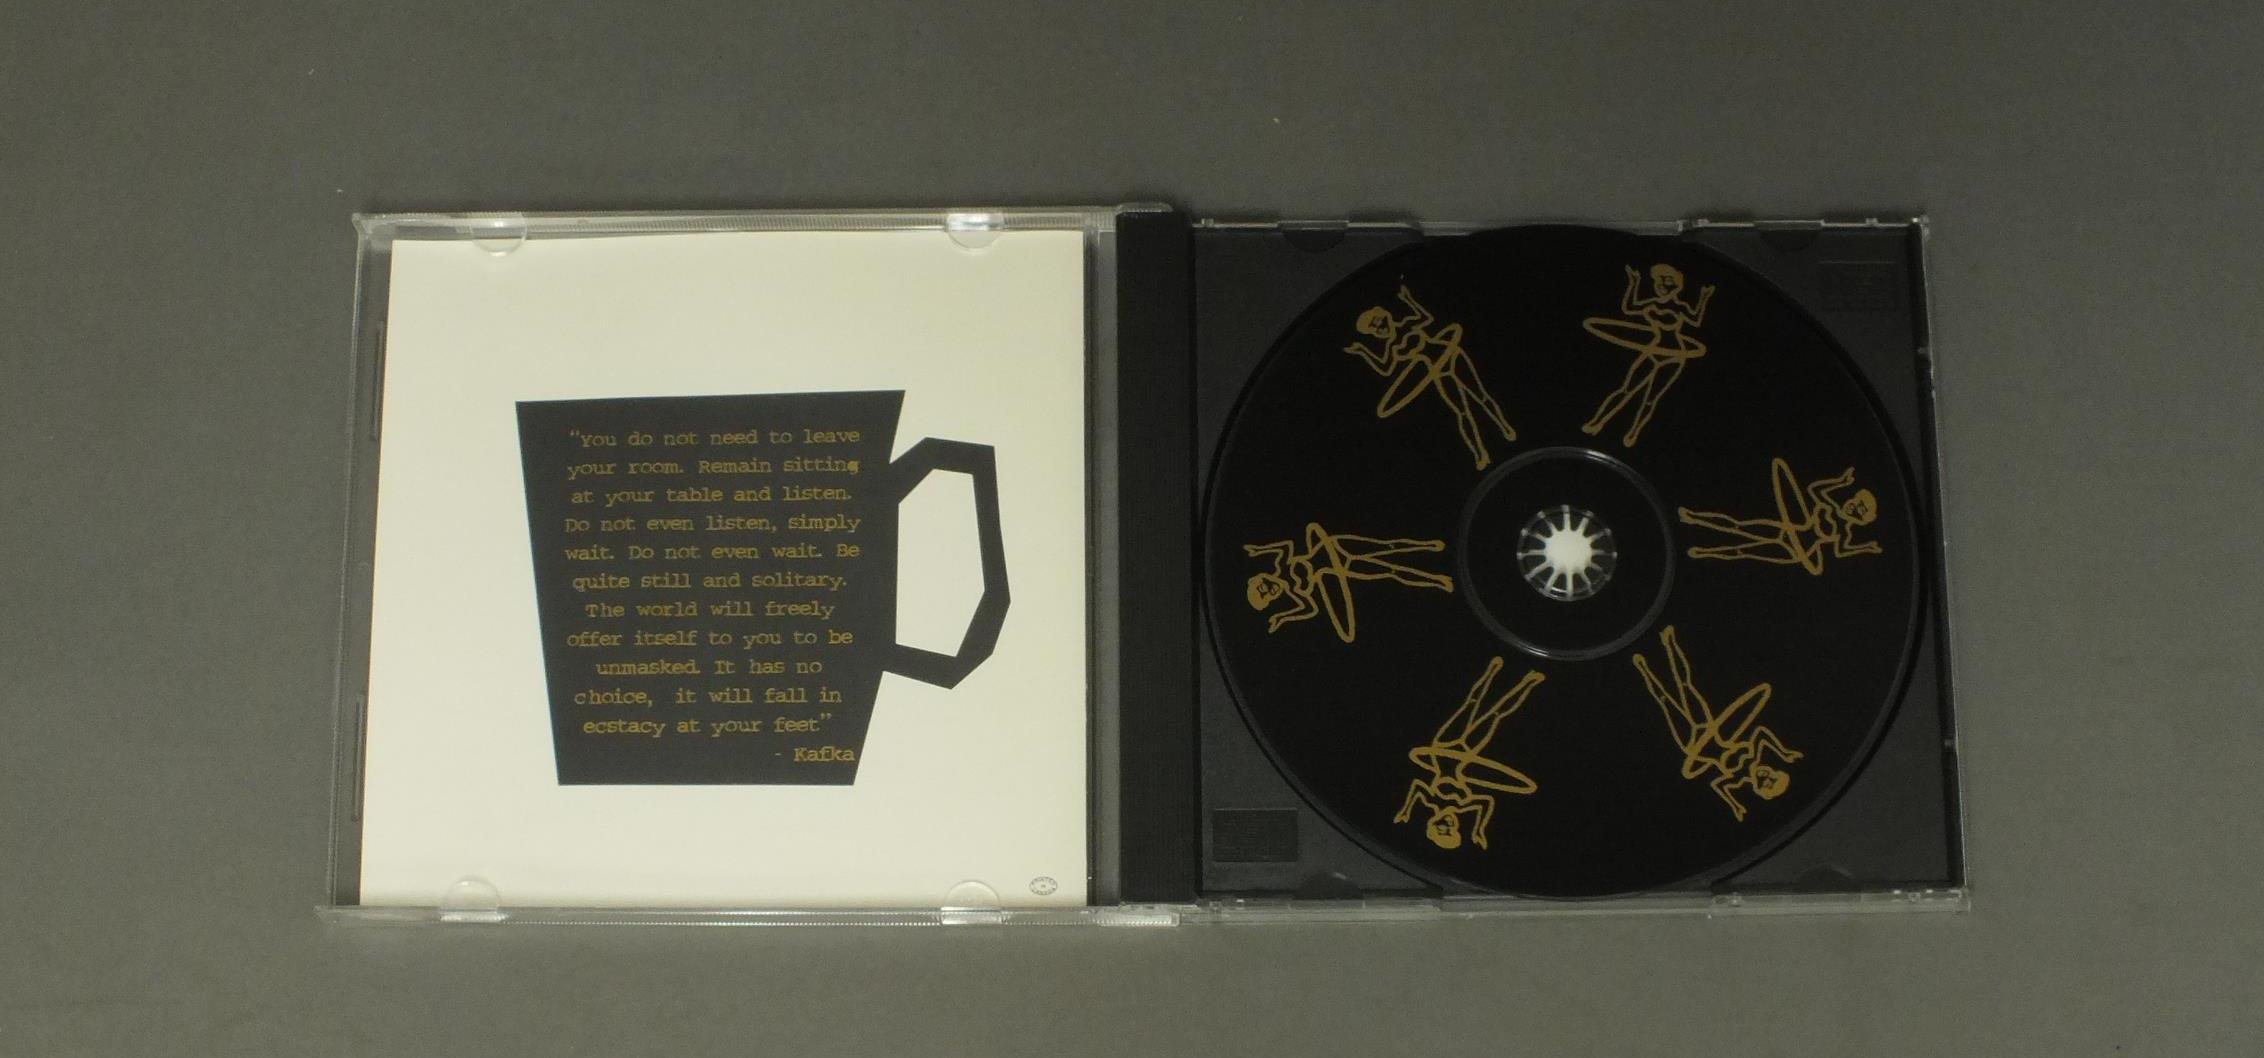 “You do not need to leave
your room. Remain sitting
at your table and listen.
Do not even listen, simply
wait. Do not even wait. Be
quite still and solitary.
The world will freely
offer itself to you to be
unmasked. It has no
choice, it will fall in
ecstacy at your feet”
- Kafka